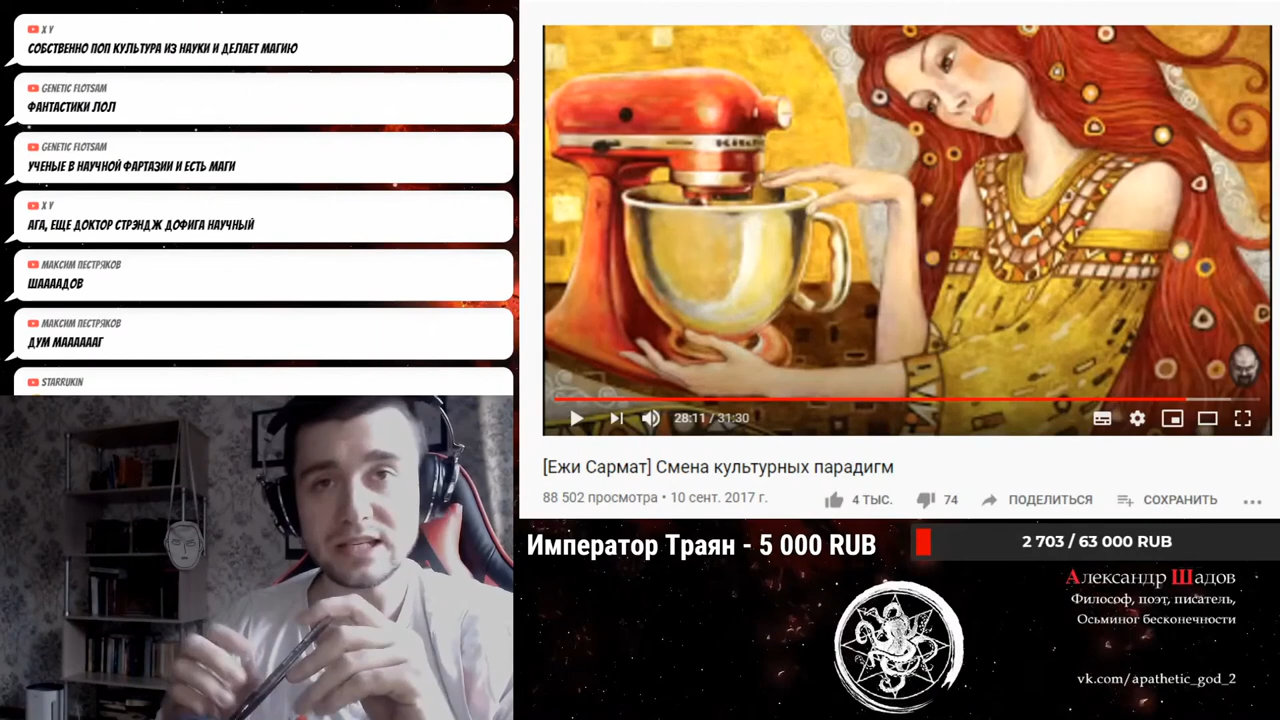 X Y
СОБСТВЕННО ПОП КУЛЬТУРА ИЗ НАУКИ И ДЕЛАЕТ МАГИЮ
GENETIC FLOTSAM
ФАНТАСТИКИ ЛОЛ
GENETIC FLOTSAM
УЧЕНЫЕ В НАУЧНОЙ ФАРТАЗИИ И ЕСТЬ МАГИ
X Y
АГА, ЕЩЕ ДОКТОР СТРЭНДЖ ДОФИГА НАУЧНЫЙ
МАКСИМ ПЕСТРЯКОВ
ШААААДОВ
МАКСИМ ПЕСТРЯКОВ
ДУМ МААААААГ
STARRUKIN
28:11 / 31:30
[Ежи Сармат] Смена культурных парадигм
88 502 просмотра • 10 сент. 2017 г.
4 ТЫС.
74
ПОДЕЛИТЬСЯ
СОХРАНИТЬ
Император Траян - 5 000 RUB
2 703 / 63 000 RUB
Александр Шадов
Философ, поэт, писатель,
Осьминог бесконечности
vk.com/apathetic_god_2